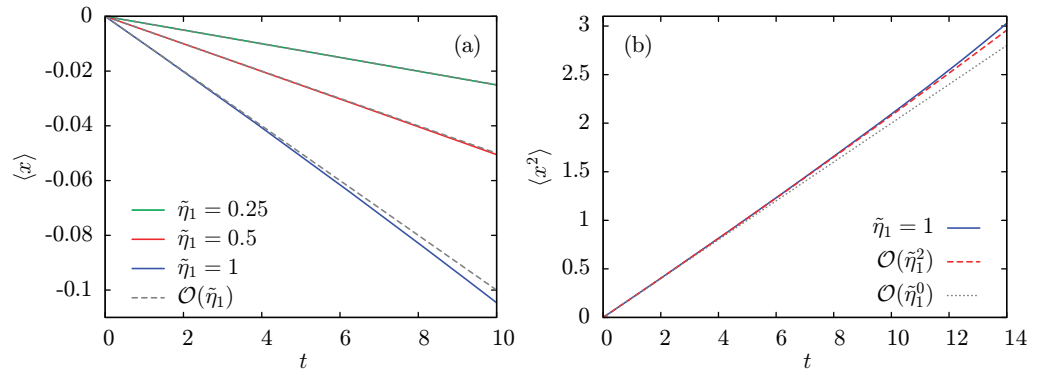 (a)
⟨x⟩
0
-0.02
-0.04
-0.06
-0.08
-0.1
0 2 4 6 8 10
t
η̃₁ = 0.25
η̃₁ = 0.5
η̃₁ = 1
𝒪(η̃₁)
(b)
⟨x²⟩
3
2.5
2
1.5
1
0.5
0
0 2 4 6 8 10 12 14
t
η̃₁ = 1
𝒪(η̃₁²)
𝒪(η̃₁⁰)